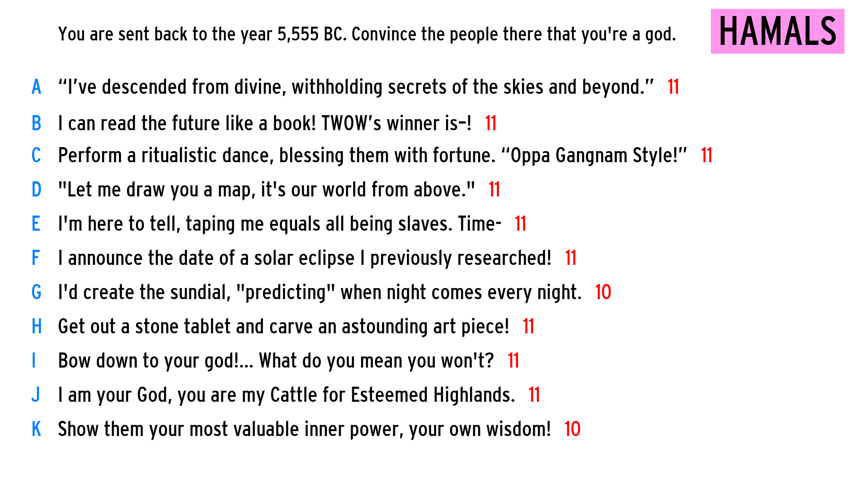 You are sent back to the year 5,555 BC. Convince the people there that you're a god.
HAMALS
A “I’ve descended from divine, withholding secrets of the skies and beyond.” 11
B I can read the future like a book! TWOW’s winner is–! 11
C Perform a ritualistic dance, blessing them with fortune. “Oppa Gangnam Style!” 11
D "Let me draw you a map, it's our world from above." 11
E I'm here to tell, taping me equals all being slaves. Time- 11
F I announce the date of a solar eclipse I previously researched! 11
G I'd create the sundial, "predicting" when night comes every night. 10
H Get out a stone tablet and carve an astounding art piece! 11
I Bow down to your god!... What do you mean you won't? 11
J I am your God, you are my Cattle for Esteemed Highlands. 11
K Show them your most valuable inner power, your own wisdom! 10